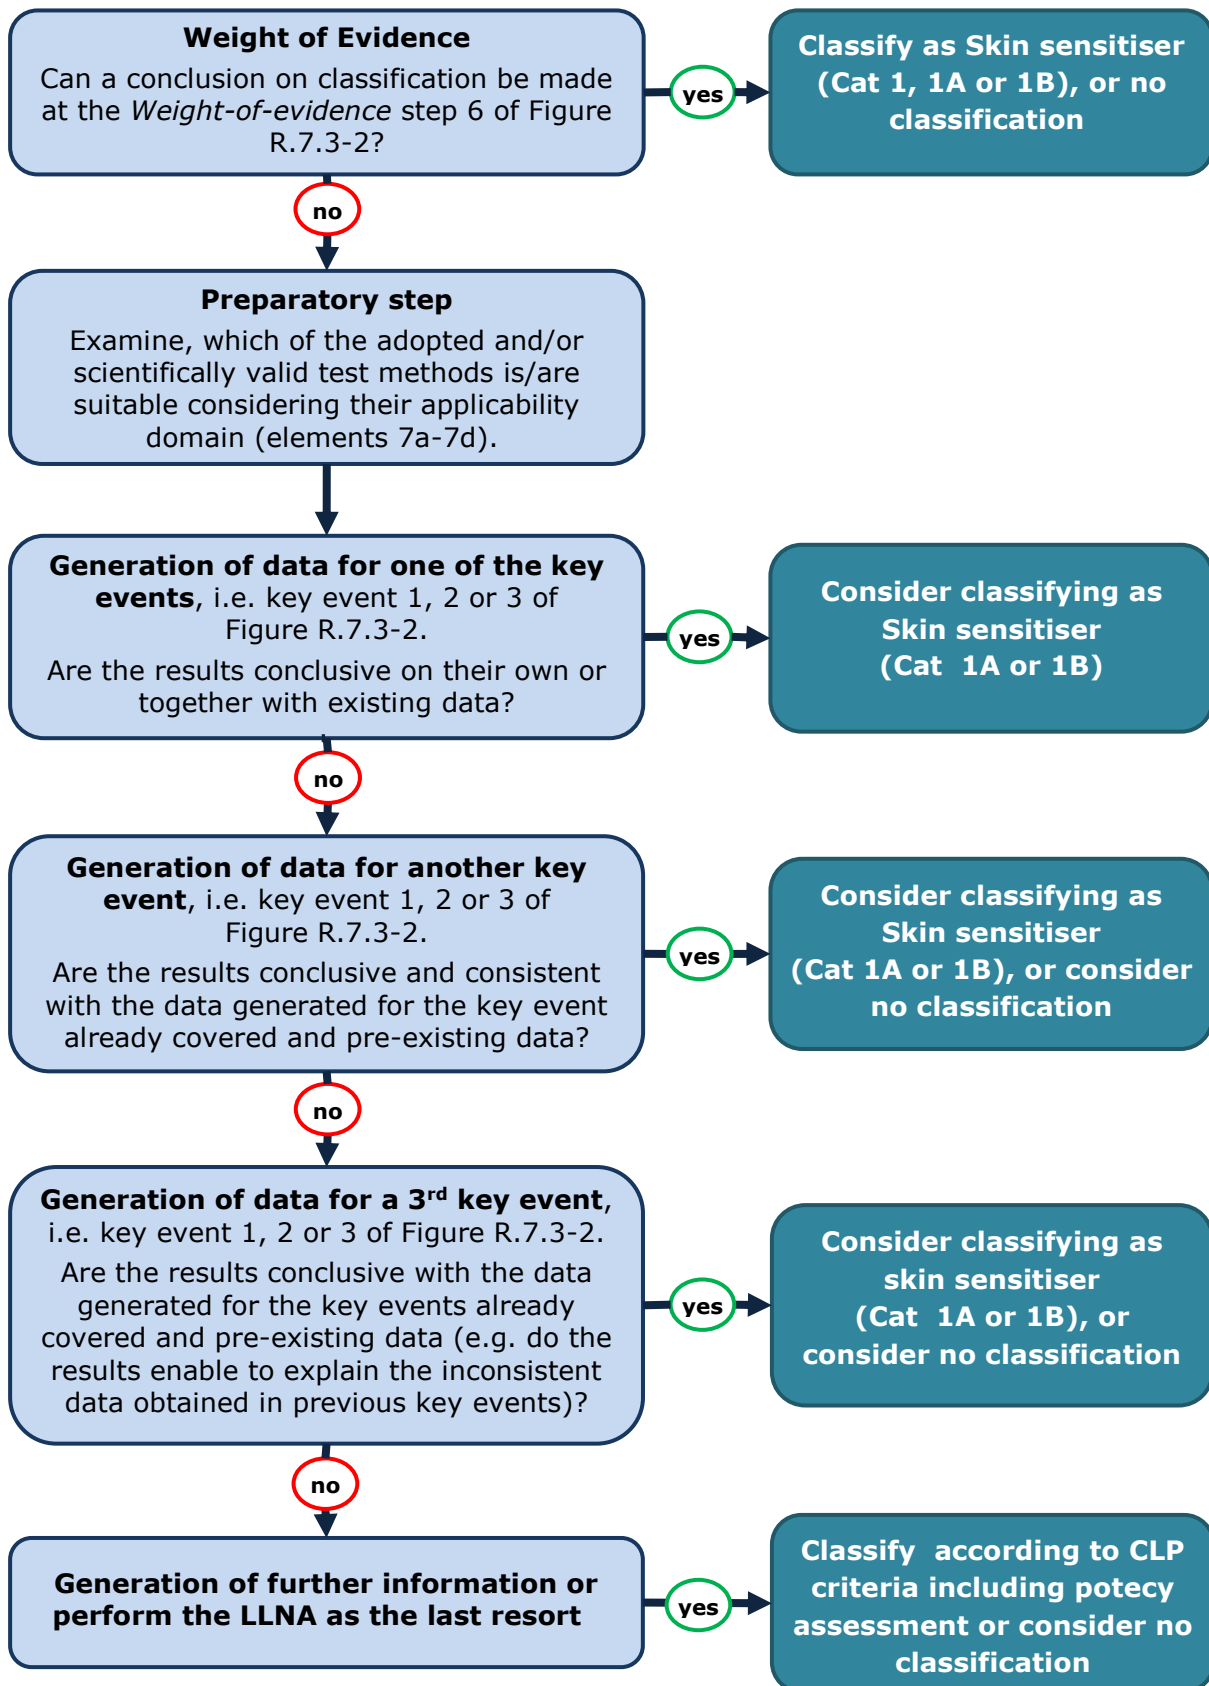 Weight of Evidence
Can a conclusion on classification be made
at the Weight-of-evidence step 6 of Figure
R.7.3-2?
yes
Classify as Skin sensitiser
(Cat 1, 1A or 1B), or no
classification
no
Preparatory step
Examine, which of the adopted and/or
scientifically valid test methods is/are
suitable considering their applicability
domain (elements 7a-7d).
Generation of data for one of the key
events, i.e. key event 1, 2 or 3 of
Figure R.7.3-2.
Are the results conclusive on their own or
together with existing data?
yes
Consider classifying as
Skin sensitiser
(Cat 1A or 1B)
no
Generation of data for another key
event, i.e. key event 1, 2 or 3 of
Figure R.7.3-2.
Are the results conclusive and consistent
with the data generated for the key event
already covered and pre-existing data?
yes
Consider classifying as
Skin sensitiser
(Cat 1A or 1B), or consider
no classification
no
Generation of data for a 3rd key event,
i.e. key event 1, 2 or 3 of Figure R.7.3-2.
Are the results conclusive with the data
generated for the key events already
covered and pre-existing data (e.g. do the
results enable to explain the inconsistent
data obtained in previous key events)?
yes
Consider classifying as
skin sensitiser
(Cat 1A or 1B), or
consider no classification
no
Generation of further information or
perform the LLNA as the last resort
yes
Classify according to CLP
criteria including potecy
assessment or consider no
classification